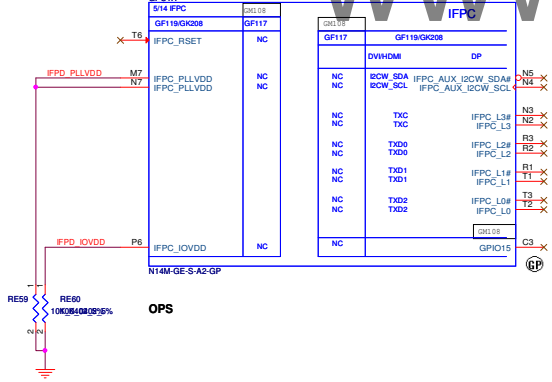 5/14 IFPC
GM108
IFPC
GF119/GK208
GF117
GM108
GF117
GF119/GK208
DVI/HDMI
DP
T6
IFPC_RSET
NC
IFPD_PLLVDD
M7
IFPC_PLLVDD
NC
N7
IFPC_PLLVDD
NC
NC
I2CW_SDA
IFPC_AUX_I2CW_SDA#
N5
NC
I2CW_SCL
IFPC_AUX_I2CW_SCL
N4
NC
TXC
IFPC_L3#
N3
NC
TXC
IFPC_L3
N2
NC
TXD0
IFPC_L2#
R3
NC
TXD0
IFPC_L2
R2
NC
TXD1
IFPC_L1#
R1
NC
TXD1
IFPC_L1
T1
NC
TXD2
IFPC_L0#
T3
NC
TXD2
IFPC_L0
T2
GM108
IFPD_IOVDD
P6
IFPC_IOVDD
NC
NC
GPIO15
C3
GP
N14M-GE-S-A2-GP
1
1
RE59
RE60
2
2
OPS